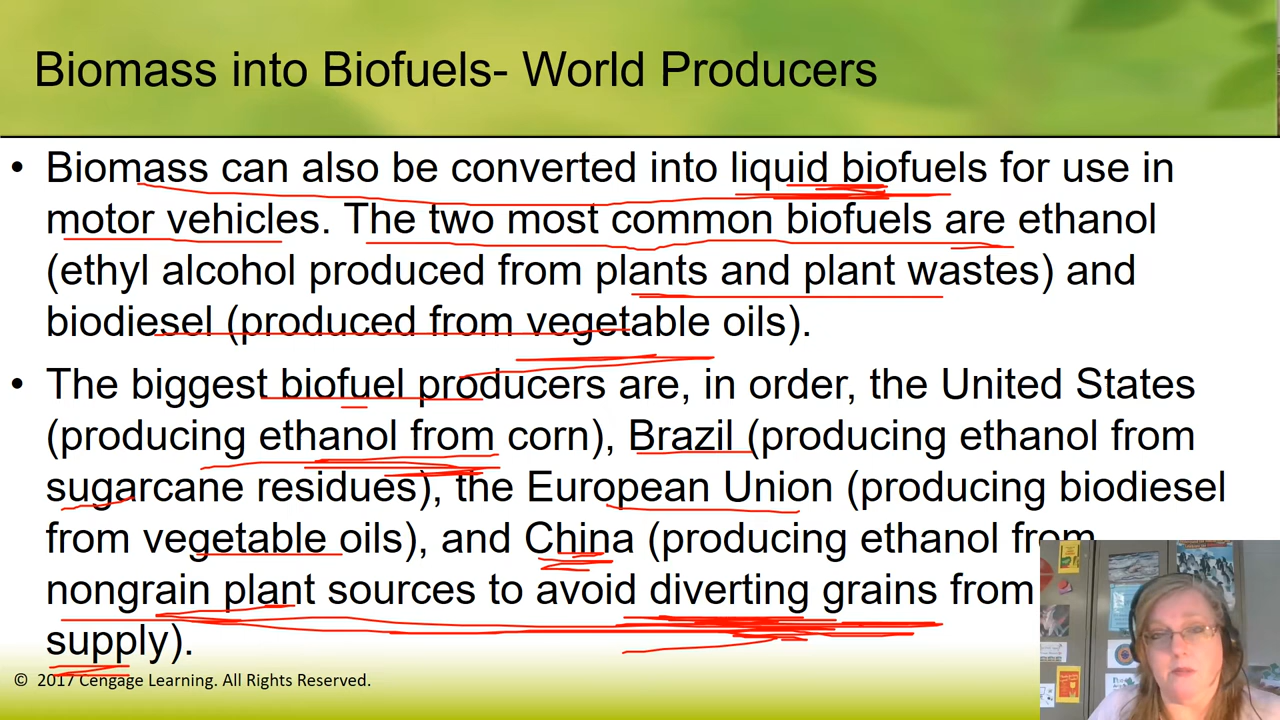 Biomass into Biofuels- World Producers
• Biomass can also be converted into liquid biofuels for use in
motor vehicles. The two most common biofuels are ethanol
(ethyl alcohol produced from plants and plant wastes) and
biodiesel (produced from vegetable oils).
• The biggest biofuel producers are, in order, the United States
(producing ethanol from corn), Brazil (producing ethanol from
sugarcane residues), the European Union (producing biodiesel
from vegetable oils), and China (producing ethanol from
nongrain plant sources to avoid diverting grains from
supply).
© 2017 Cengage Learning. All Rights Reserved.